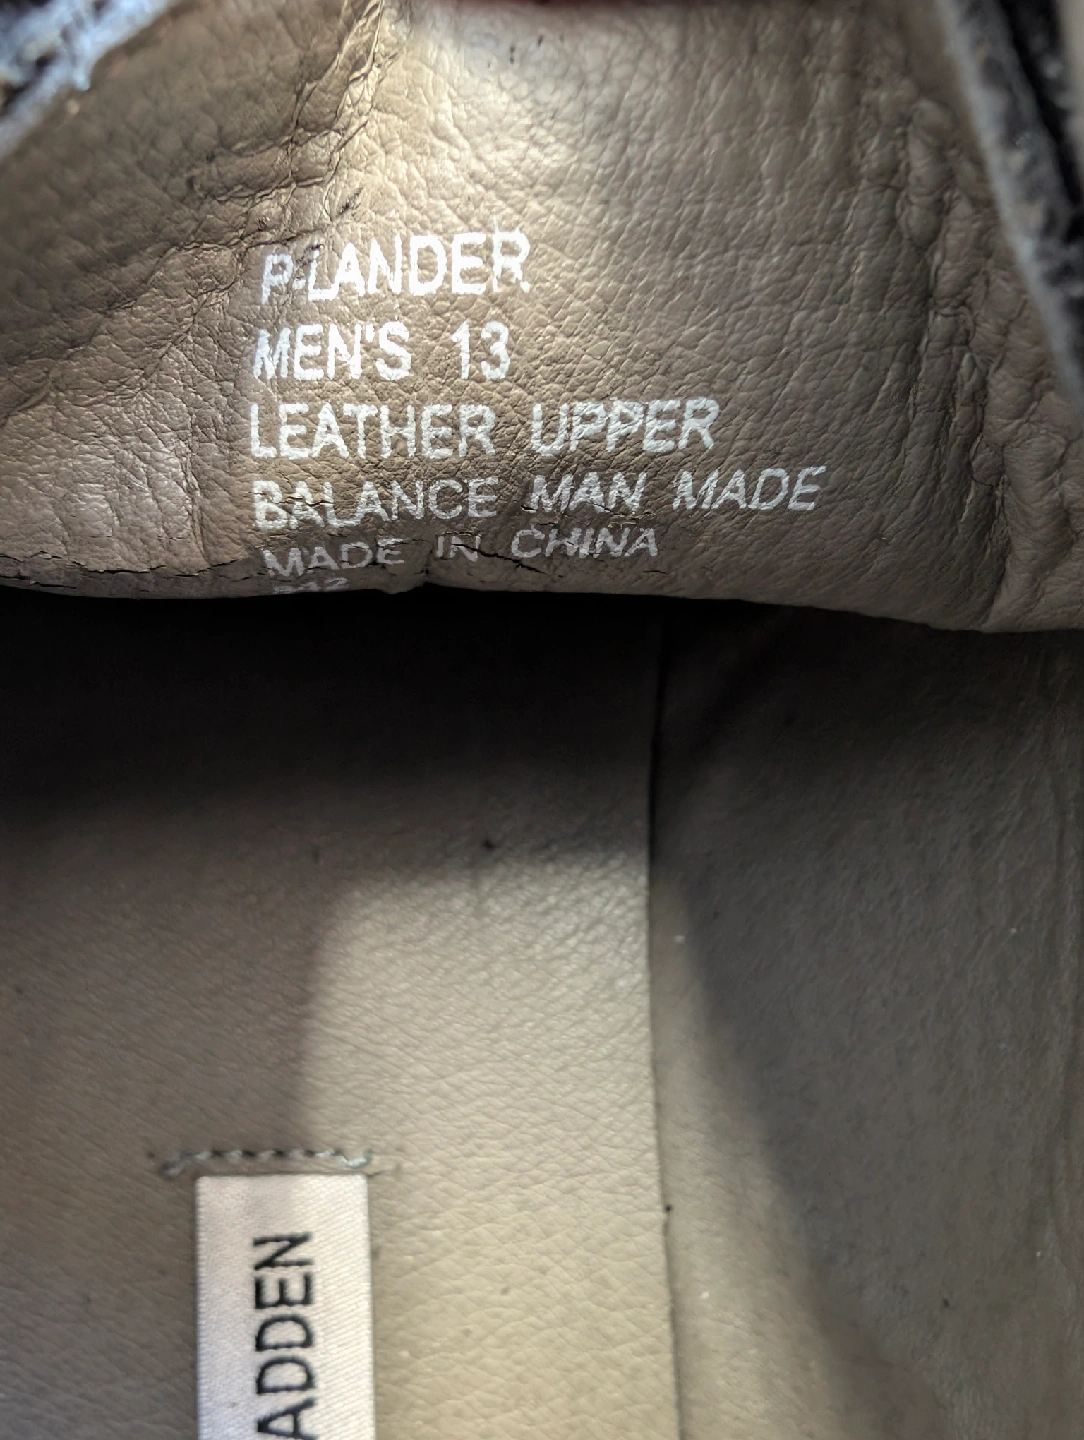 P-LANDER
MEN'S 13
LEATHER UPPER
BALANCE MAN MADE
MADE IN CHINA
ADDEN